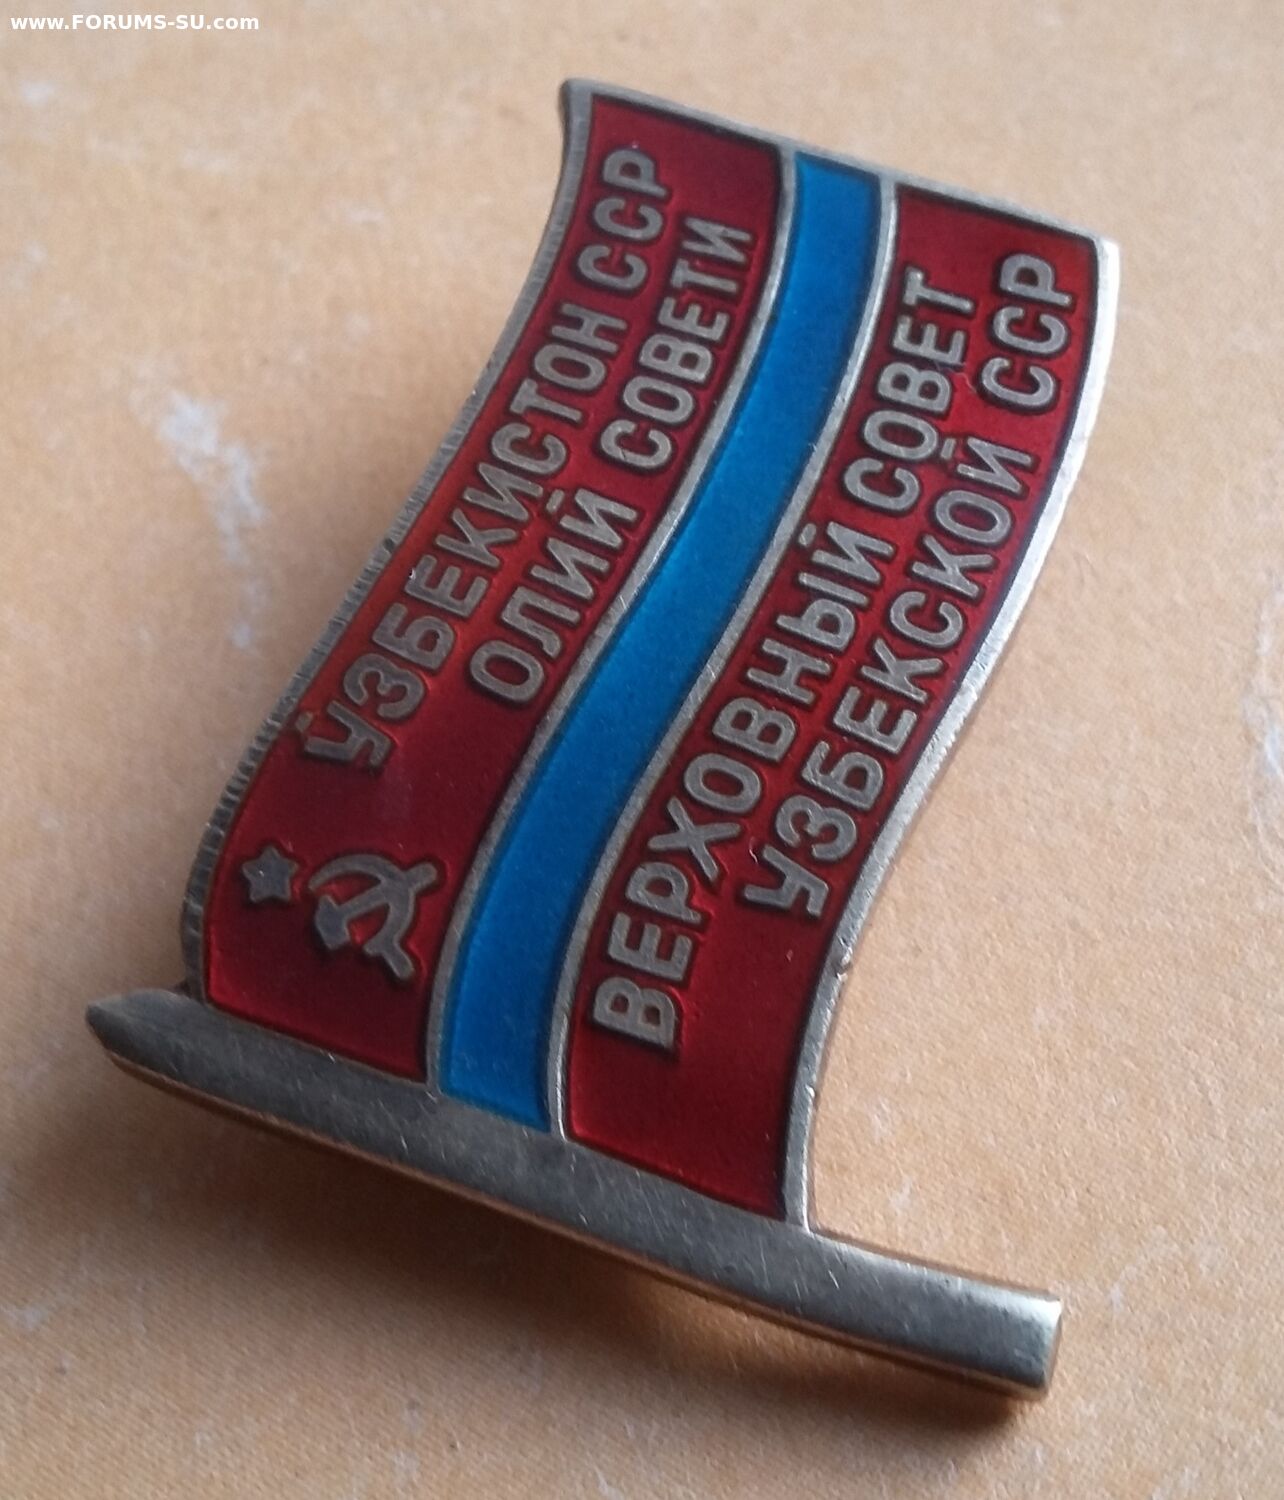 www.FORUMS-SU.com
ЎЗБЕКИСТОН ССР
ОЛИЙ СОВЕТИ
ВЕРХОВНЫЙ СОВЕТ
УЗБЕКСКОЙ ССР